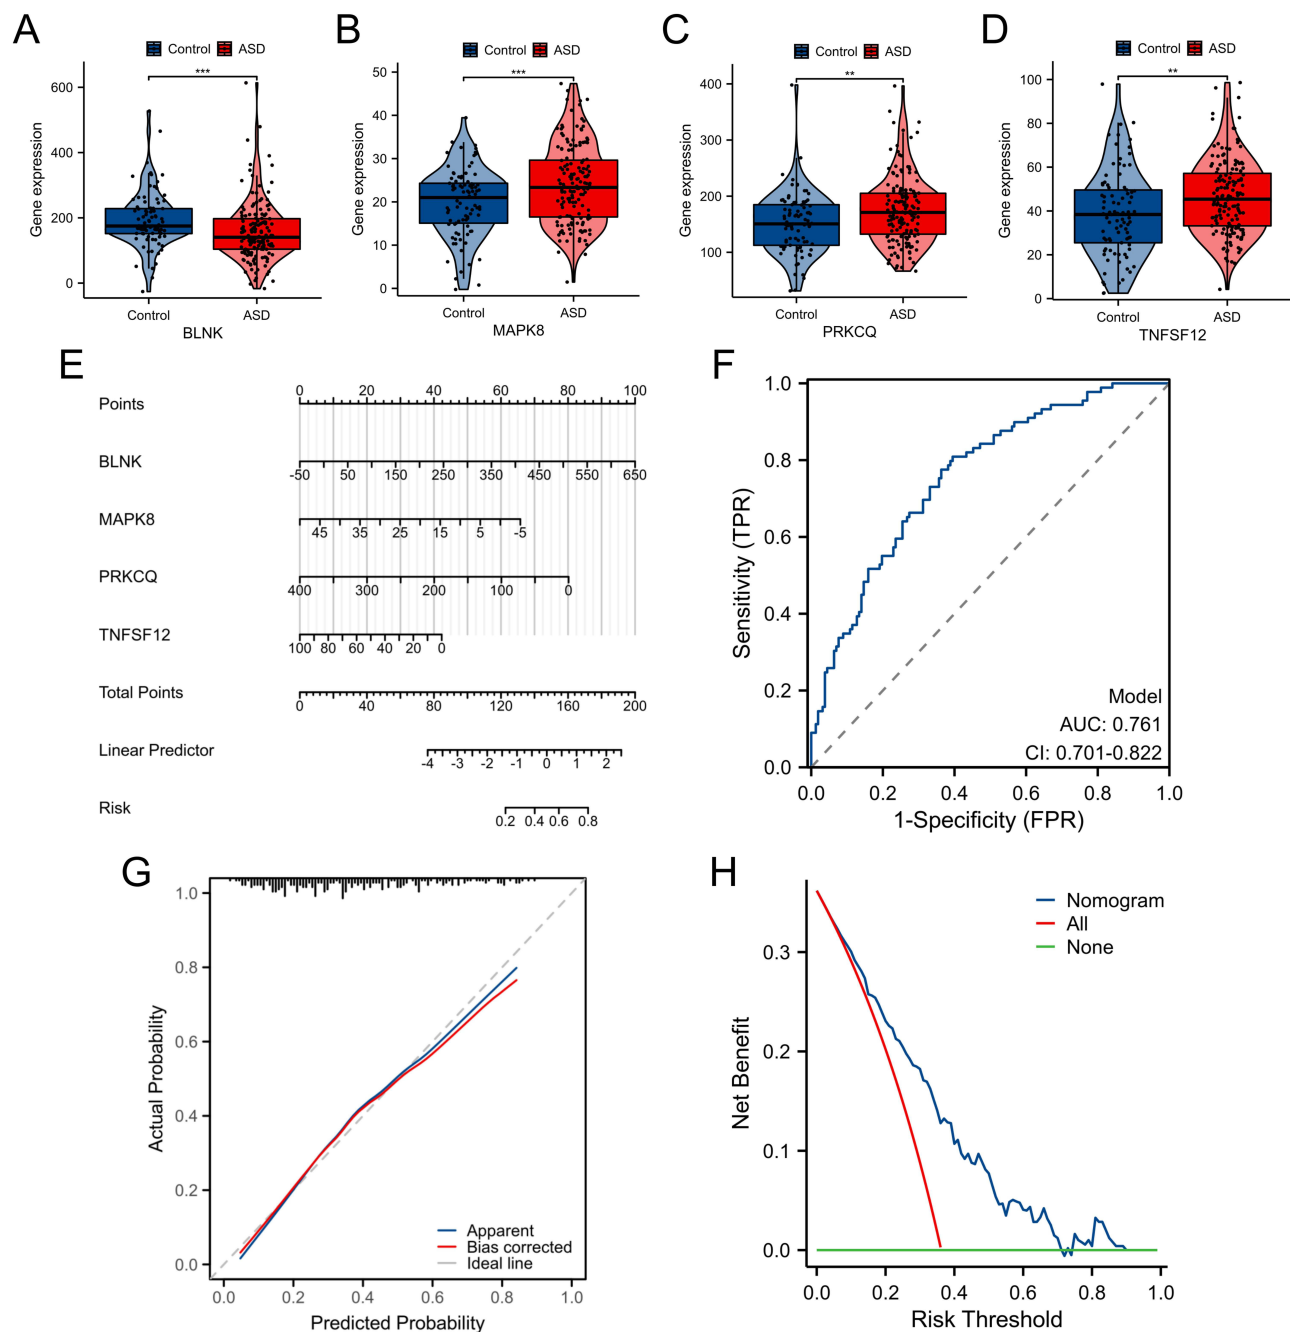 A
Control ASD
***
600
400
200
0
Gene expression
Control ASD
BLNK
B
Control ASD
***
50
40
30
20
10
0
Gene expression
Control ASD
MAPK8
C
Control ASD
**
400
300
200
100
Gene expression
Control ASD
PRKCQ
D
Control ASD
**
100
80
60
40
20
0
Gene expression
Control ASD
TNFSF12
E
0 20 40 60 80 100
Points
BLNK
-50 50 150 250 350 450 550 650
MAPK8
45 35 25 15 5 -5
PRKCQ
400 300 200 100 0
TNFSF12
100 80 60 40 20 0
Total Points
0 40 80 120 160 200
Linear Predictor
-4 -3 -2 -1 0 1 2
Risk
0.2 0.4 0.6 0.8
F
1.0
0.8
0.6
0.4
0.2
0.0
Sensitivity (TPR)
Model
AUC: 0.761
CI: 0.701-0.822
0.0 0.2 0.4 0.6 0.8 1.0
1-Specificity (FPR)
G
1.0
0.8
0.6
0.4
0.2
0.0
Actual Probability
Apparent
Bias corrected
Ideal line
0.0 0.2 0.4 0.6 0.8 1.0
Predicted Probability
H
Nomogram
All
None
0.3
0.2
0.1
0.0
Net Benefit
0.0 0.2 0.4 0.6 0.8 1.0
Risk Threshold